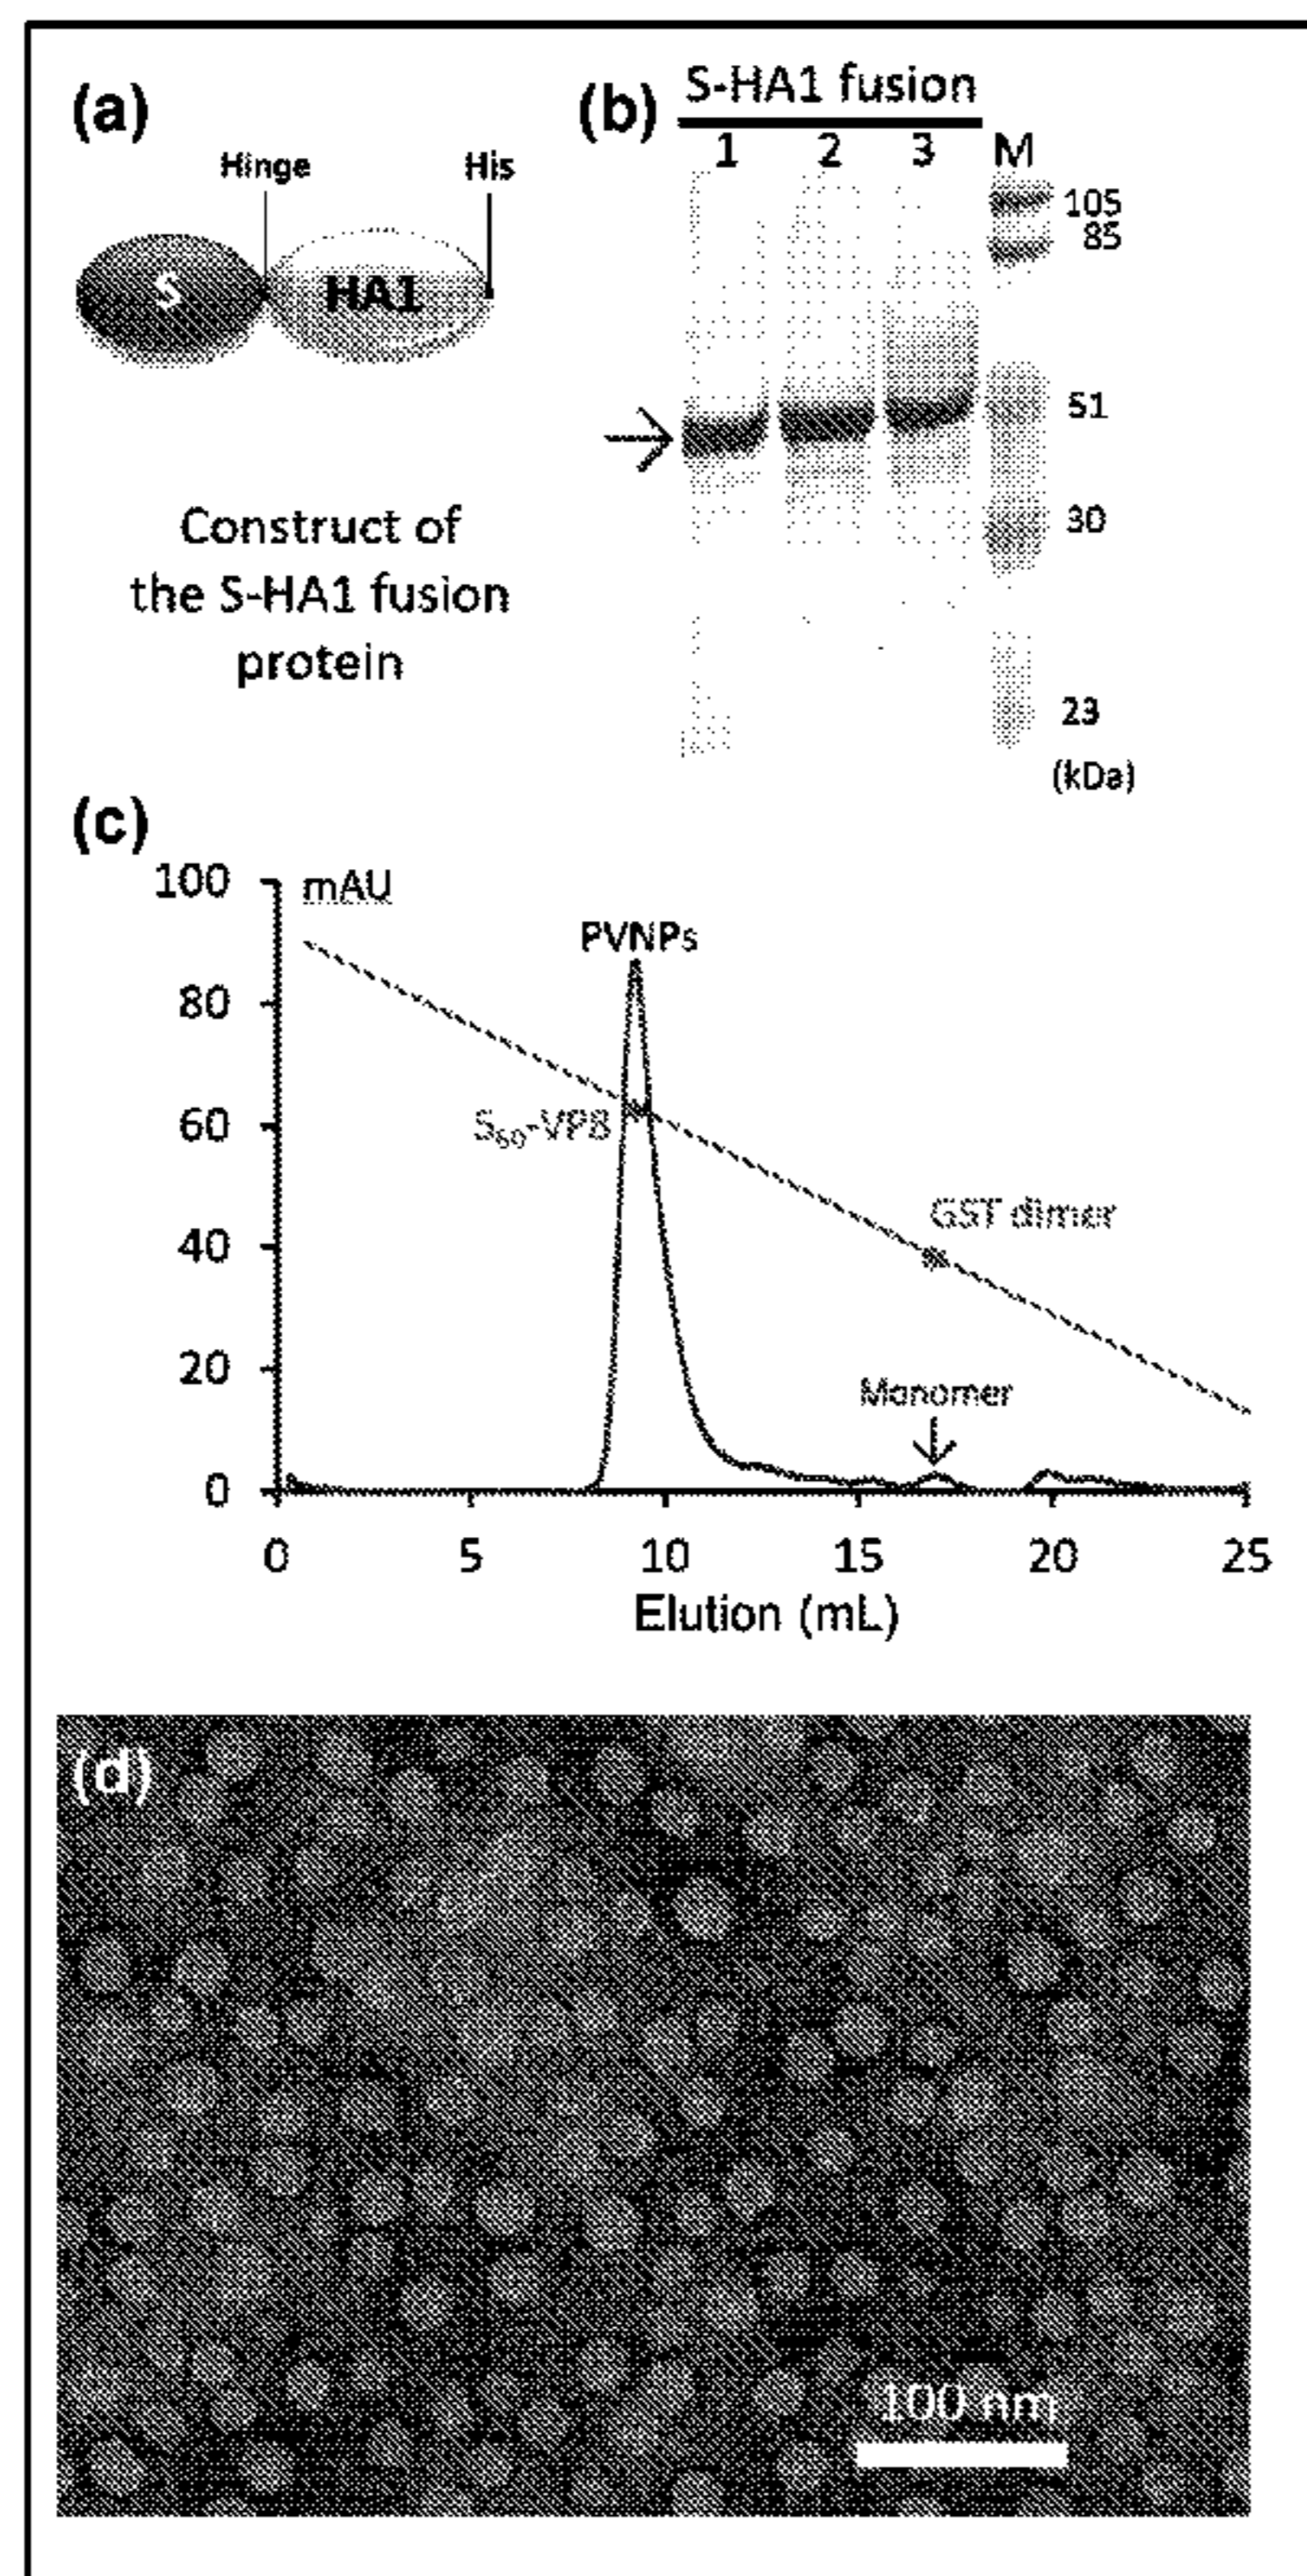 (a)
Hinge
His
S
HA1
Construct of
the S-HA1 fusion
protein
(b)
S-HA1 fusion
1 2 3 M
105
85
51
30
23
(kDa)
(c)
mAU
100
80
60
40
20
0
PVNPs
S60-VP8
GST dimer
Monomer
0 5 10 15 20 25
Elution (mL)
(d)
100 nm